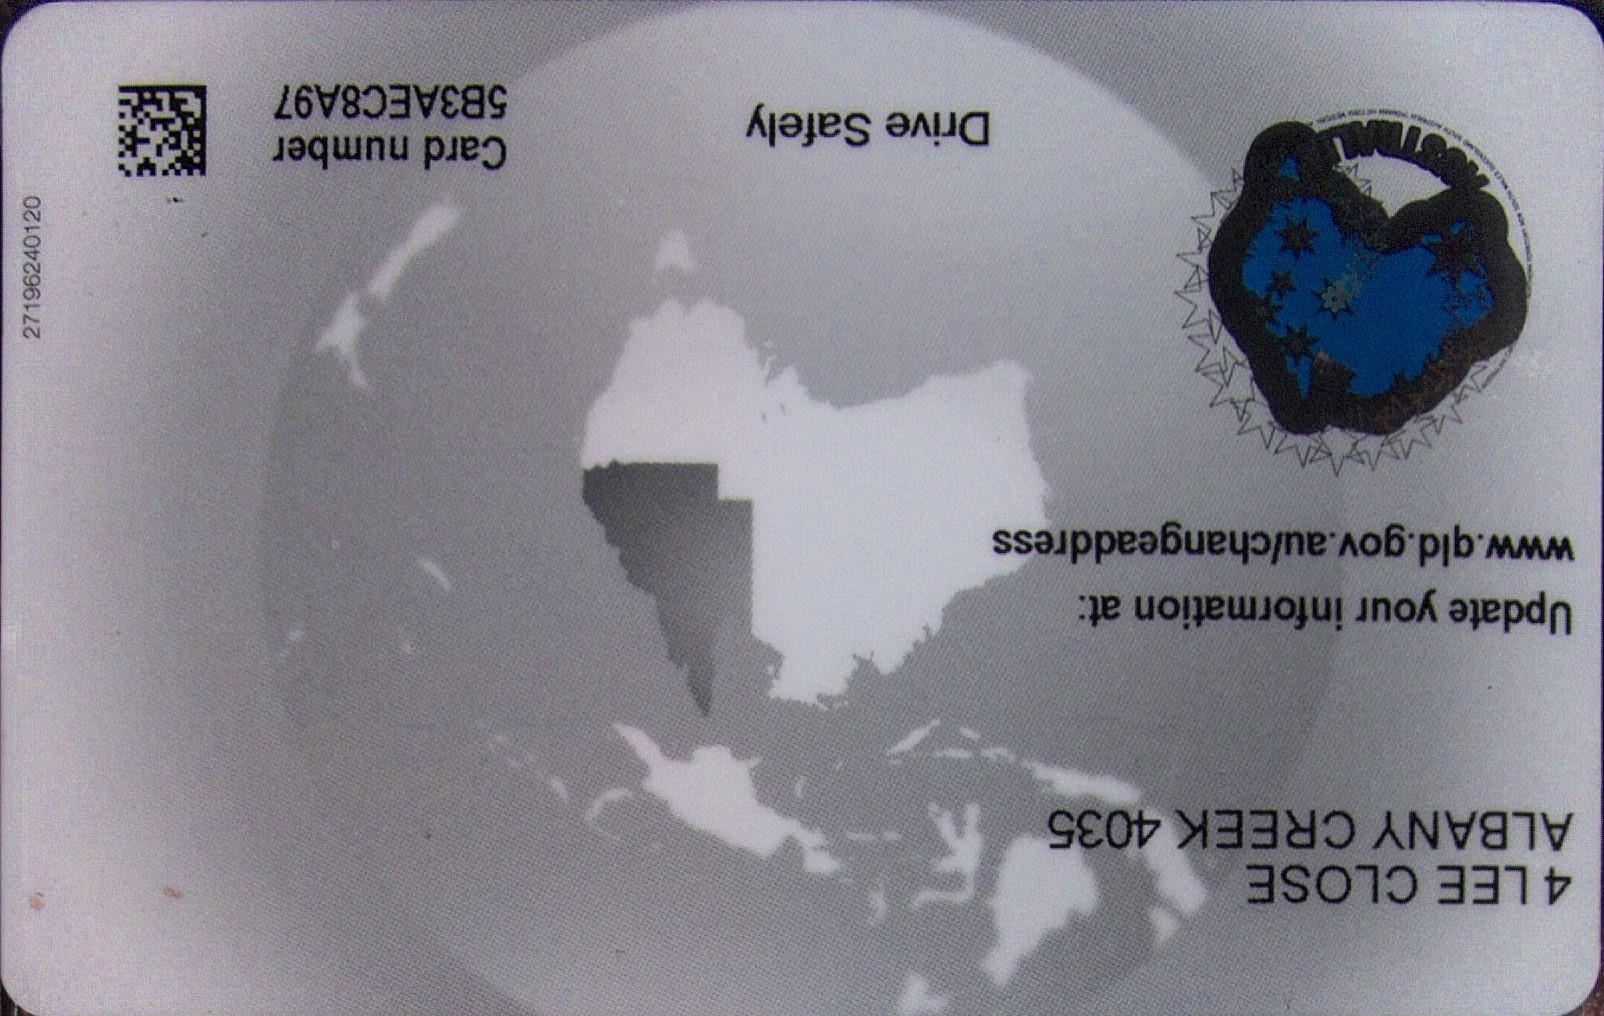 4 LEE CLOSE
ALBANY CREEK 4035
Update your information at:
www.qld.gov.au/changeaddress
Drive Safely
Card number
5B3AEC8A97
27196240120